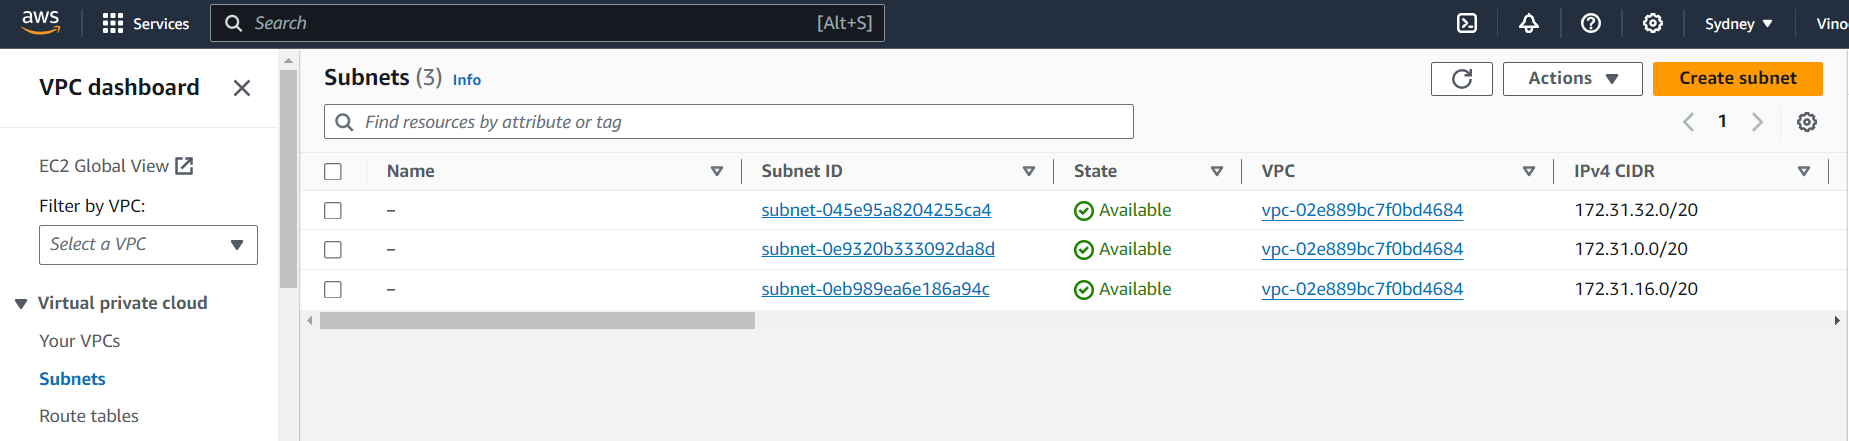 aws Services Search [Alt+S] Sydney Vino
VPC dashboard
EC2 Global View
Filter by VPC:
Select a VPC
Virtual private cloud
Your VPCs
Subnets
Route tables
Subnets (3) Info Actions Create subnet
Find resources by attribute or tag 1
Name Subnet ID State VPC IPv4 CIDR
– subnet-045e95a8204255ca4 Available vpc-02e889bc7f0bd4684 172.31.32.0/20
– subnet-0e9320b333092da8d Available vpc-02e889bc7f0bd4684 172.31.0.0/20
– subnet-0eb989ea6e186a94c Available vpc-02e889bc7f0bd4684 172.31.16.0/20